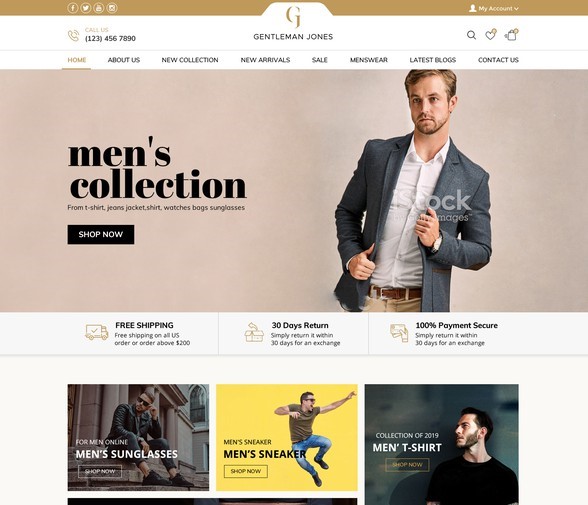 My Account
G
GENTLEMAN JONES
CALL US
(123) 456 7890
HOME
ABOUT US
NEW COLLECTION
NEW ARRIVALS
SALE
MENSWEAR
LATEST BLOGS
CONTACT US
men's
collection
From t-shirt, jeans jacket,shirt, watches bags sunglasses
SHOP NOW
iStock
FREE SHIPPING
Free shipping on all US
order or order above $200
30 Days Return
Simply return it within
30 days for an exchange
100% Payment Secure
Simply return it within
30 days for an exchange
FOR MEN ONLINE
MEN'S SUNGLASSES
SHOP NOW
MEN'S SNEAKER
MEN'S SNEAKER
SHOP NOW
COLLECTION OF 2019
MEN' T-SHIRT
SHOP NOW